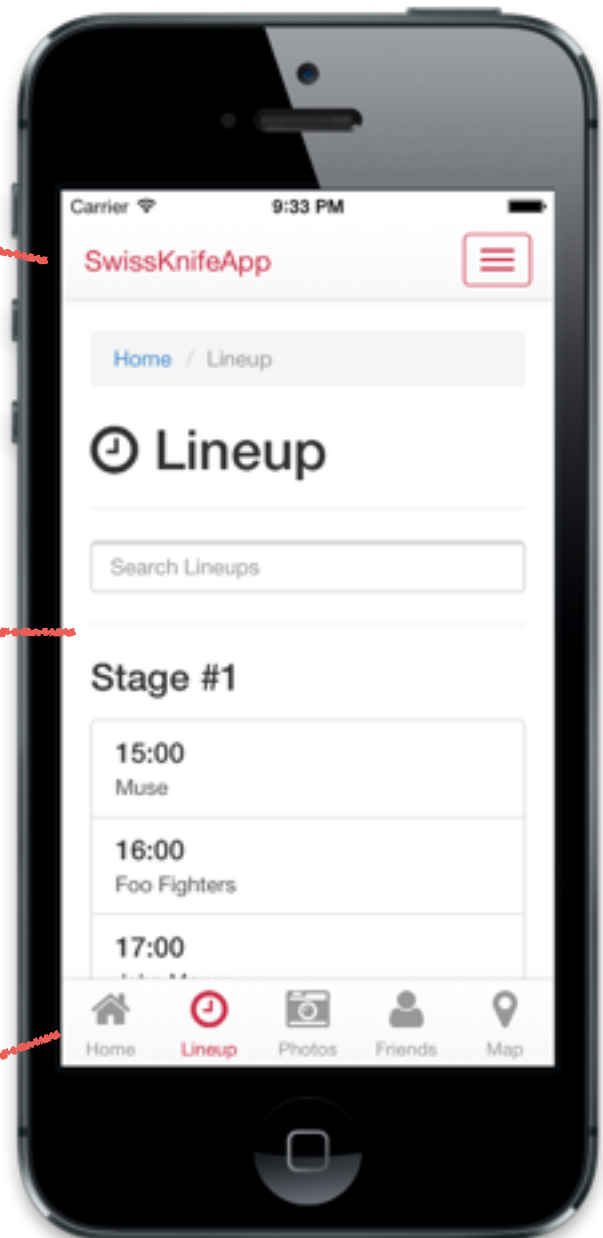 Carrier 9:33 PM
SwissKnifeApp
Home / Lineup
Lineup
Search Lineups
Stage #1
15:00
Muse
16:00
Foo Fighters
17:00
Home Lineup Photos Friends Map